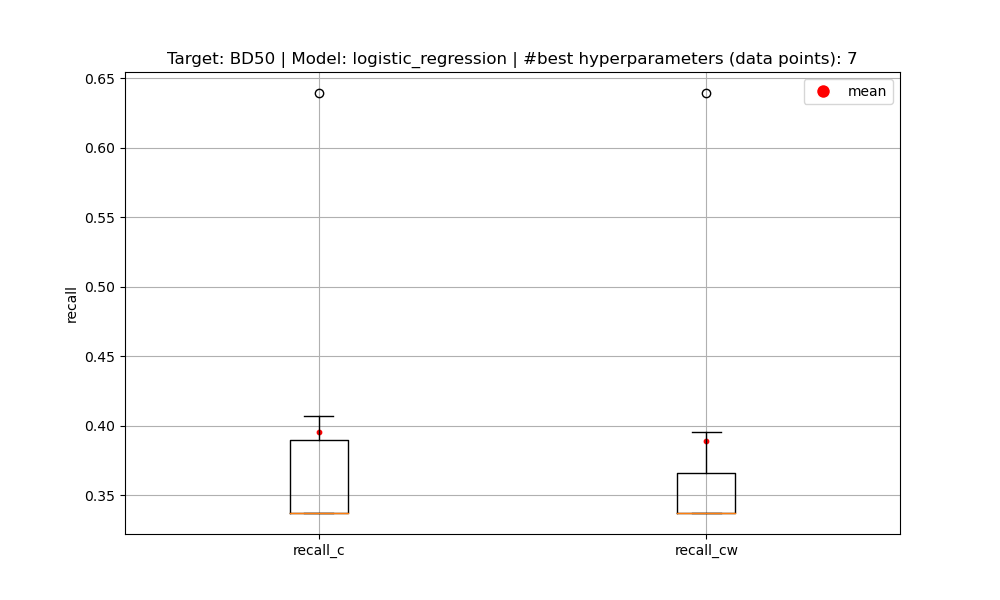 Target: BD50 | Model: logistic_regression | #best hyperparameters (data points): 7
mean
0.65
0.60
0.55
0.50
0.45
0.40
0.35
recall
recall_c
recall_cw